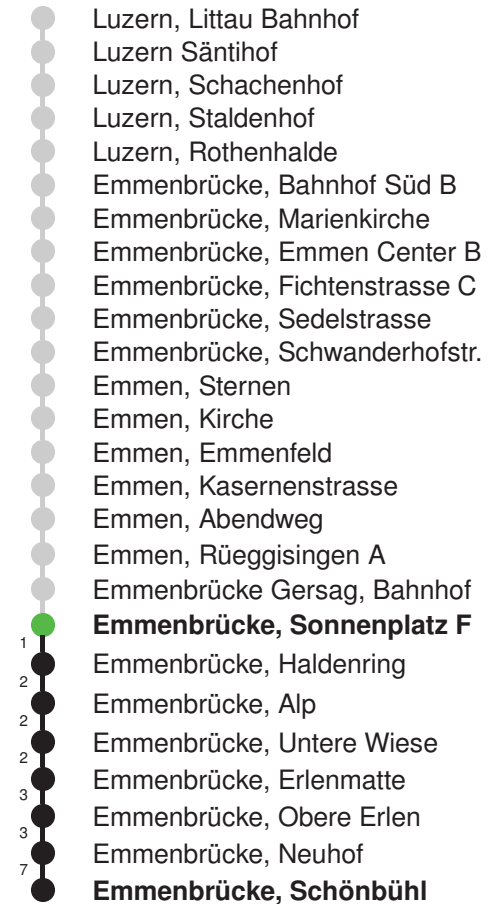 Luzern, Littau Bahnhof
Luzern Säntihof
Luzern, Schachenhof
Luzern, Staldenhof
Luzern, Rothenhalde
Emmenbrücke, Bahnhof Süd B
Emmenbrücke, Marienkirche
Emmenbrücke, Emmen Center B
Emmenbrücke, Fichtenstrasse C
Emmenbrücke, Sedelstrasse
Emmenbrücke, Schwanderhofstr.
Emmen, Sternen
Emmen, Kirche
Emmen, Emmenfeld
Emmen, Kasernenstrasse
Emmen, Abendweg
Emmen, Rüeggisingen A
Emmenbrücke Gersag, Bahnhof
Emmenbrücke, Sonnenplatz F
1
Emmenbrücke, Haldenring
2
Emmenbrücke, Alp
2
Emmenbrücke, Untere Wiese
2
Emmenbrücke, Erlenmatte
3
Emmenbrücke, Obere Erlen
3
Emmenbrücke, Neuhof
7
Emmenbrücke, Schönbühl